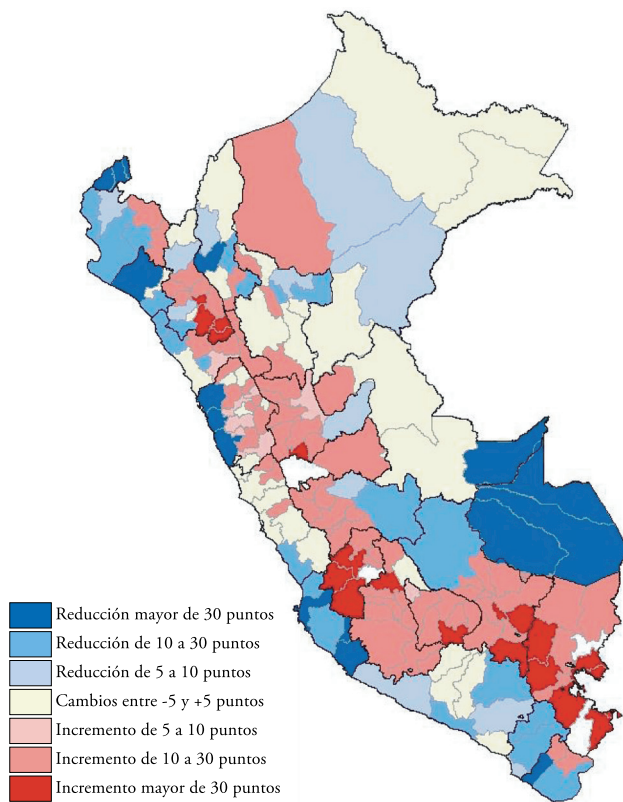 Reducción mayor de 30 puntos
Reducción de 10 a 30 puntos
Reducción de 5 a 10 puntos
Cambios entre -5 y +5 puntos
Incremento de 5 a 10 puntos
Incremento de 10 a 30 puntos
Incremento mayor de 30 puntos